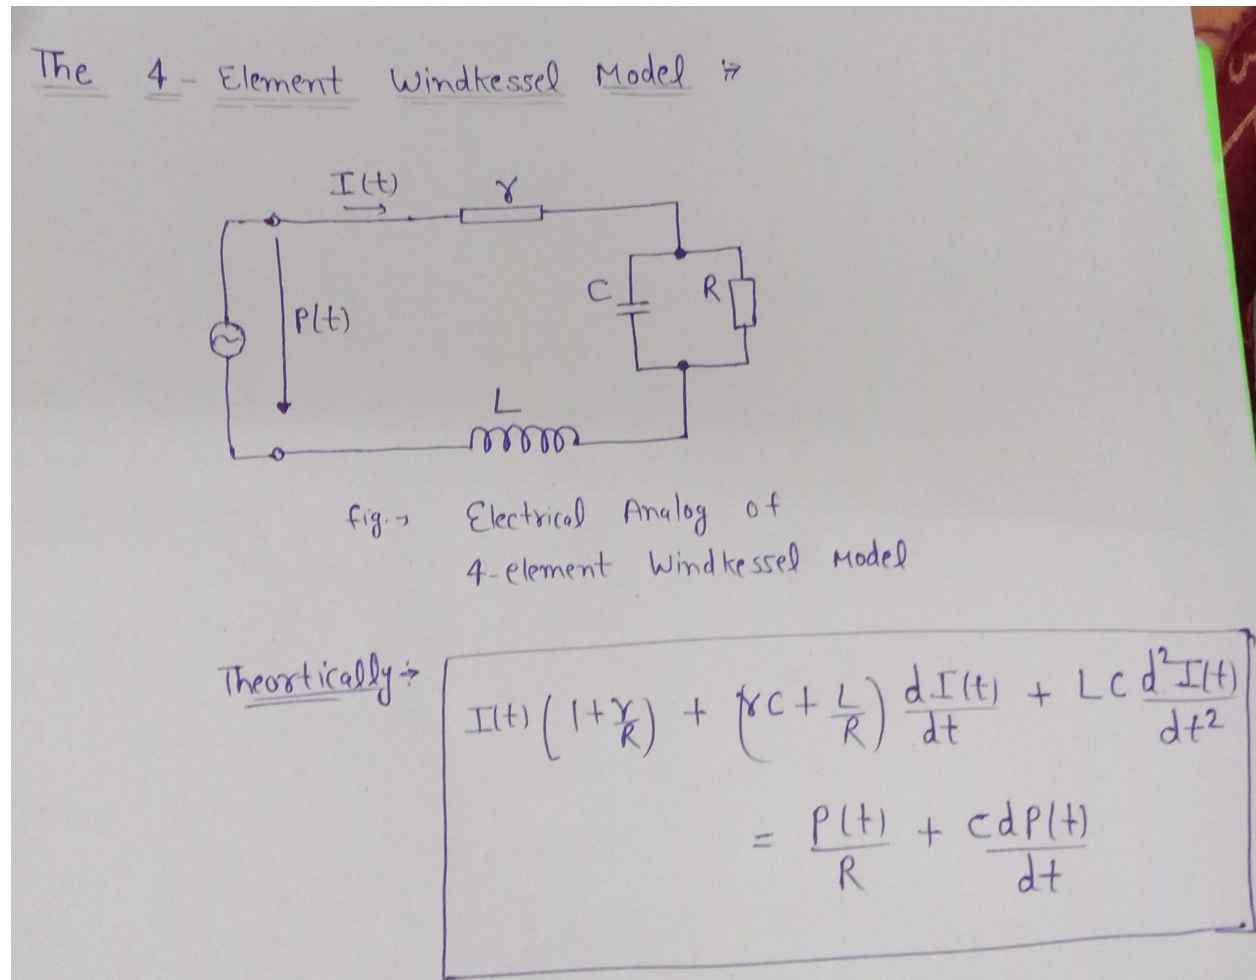 The 4-Element Windkessel Model :→
I(t) r
C R
P(t)
L
fig.→ Electrical Analog of
4-element Windkessel Model
Theortically→
I(t) (1+r/R) + (rC + L/R) dI(t)/dt + LC d²I(t)/dt²
= P(t)/R + CdP(t)/dt